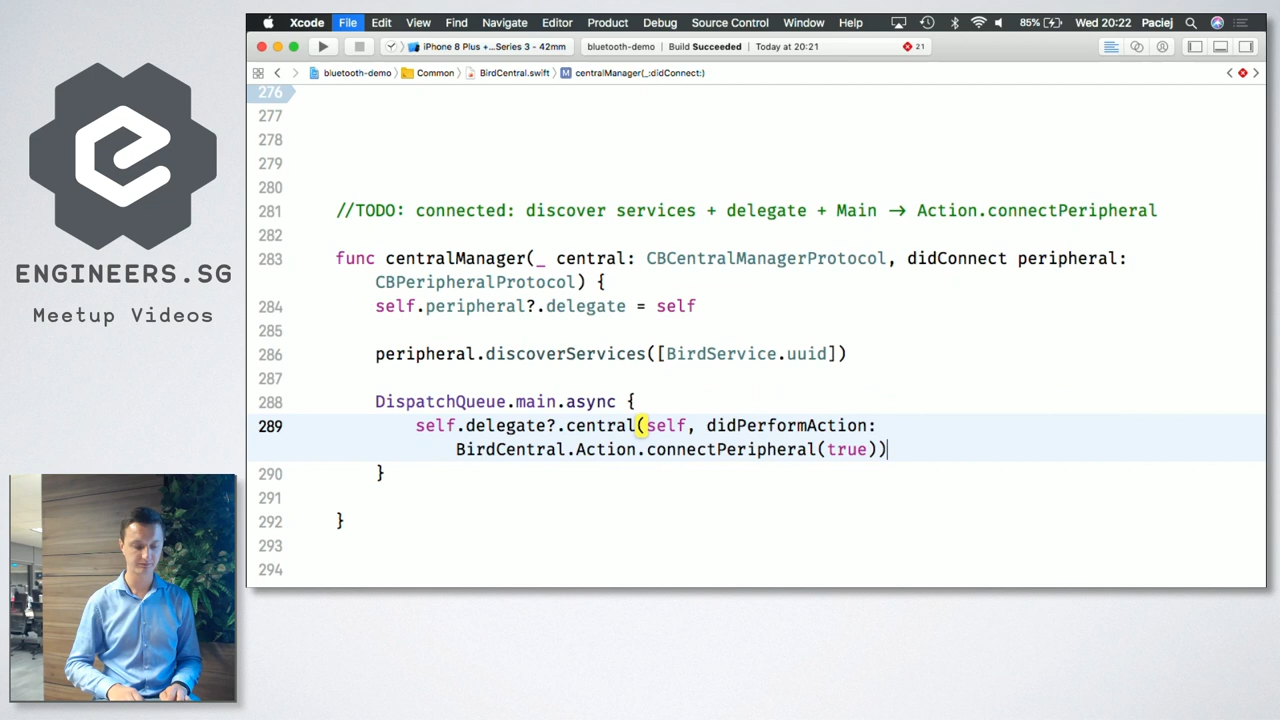 Xcode File Edit View Find Navigate Editor Product Debug Source Control Window Help 85% Wed 20:22 Paciej
iPhone 8 Plus +...Series 3 - 42mm bluetooth-demo | Build Succeeded | Today at 20:21 21
bluetooth-demo Common BirdCentral.swift M centralManager(_:didConnect:)
276
277
278
279
280
281 //TODO: connected: discover services + delegate + Main → Action.connectPeripheral
282
283 func centralManager(_ central: CBCentralManagerProtocol, didConnect peripheral:
CBPeripheralProtocol) {
284 self.peripheral?.delegate = self
285
286 peripheral.discoverServices([BirdService.uuid])
287
288 DispatchQueue.main.async {
289 self.delegate?.central(self, didPerformAction:
BirdCentral.Action.connectPeripheral(true))
290 }
291
292 }
293
294
ENGINEERS.SG
Meetup Videos